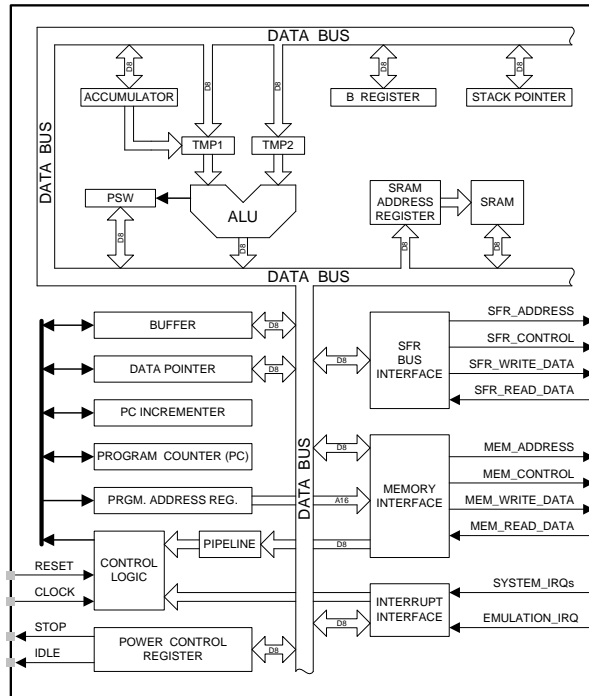 DATA BUS
D8
D8
D8
D8
D8
ACCUMULATOR
B REGISTER
STACK POINTER
DATA BUS
TMP1
TMP2
PSW
ALU
SRAM
ADDRESS
REGISTER
SRAM
D8
D8
D8
D8
DATA BUS
BUFFER
D8
DATA POINTER
D8
PC INCREMENTER
PROGRAM COUNTER (PC)
PRGM. ADDRESS REG.
A16
DATA BUS
D8
SFR
BUS
INTERFACE
SFR_ADDRESS
SFR_CONTROL
SFR_WRITE_DATA
SFR_READ_DATA
D8
MEMORY
INTERFACE
MEM_ADDRESS
MEM_CONTROL
MEM_WRITE_DATA
MEM_READ_DATA
CONTROL
LOGIC
PIPELINE
D8
RESET
CLOCK
STOP
IDLE
POWER CONTROL
REGISTER
D8
D8
INTERRUPT
INTERFACE
SYSTEM_IRQs
EMULATION_IRQ